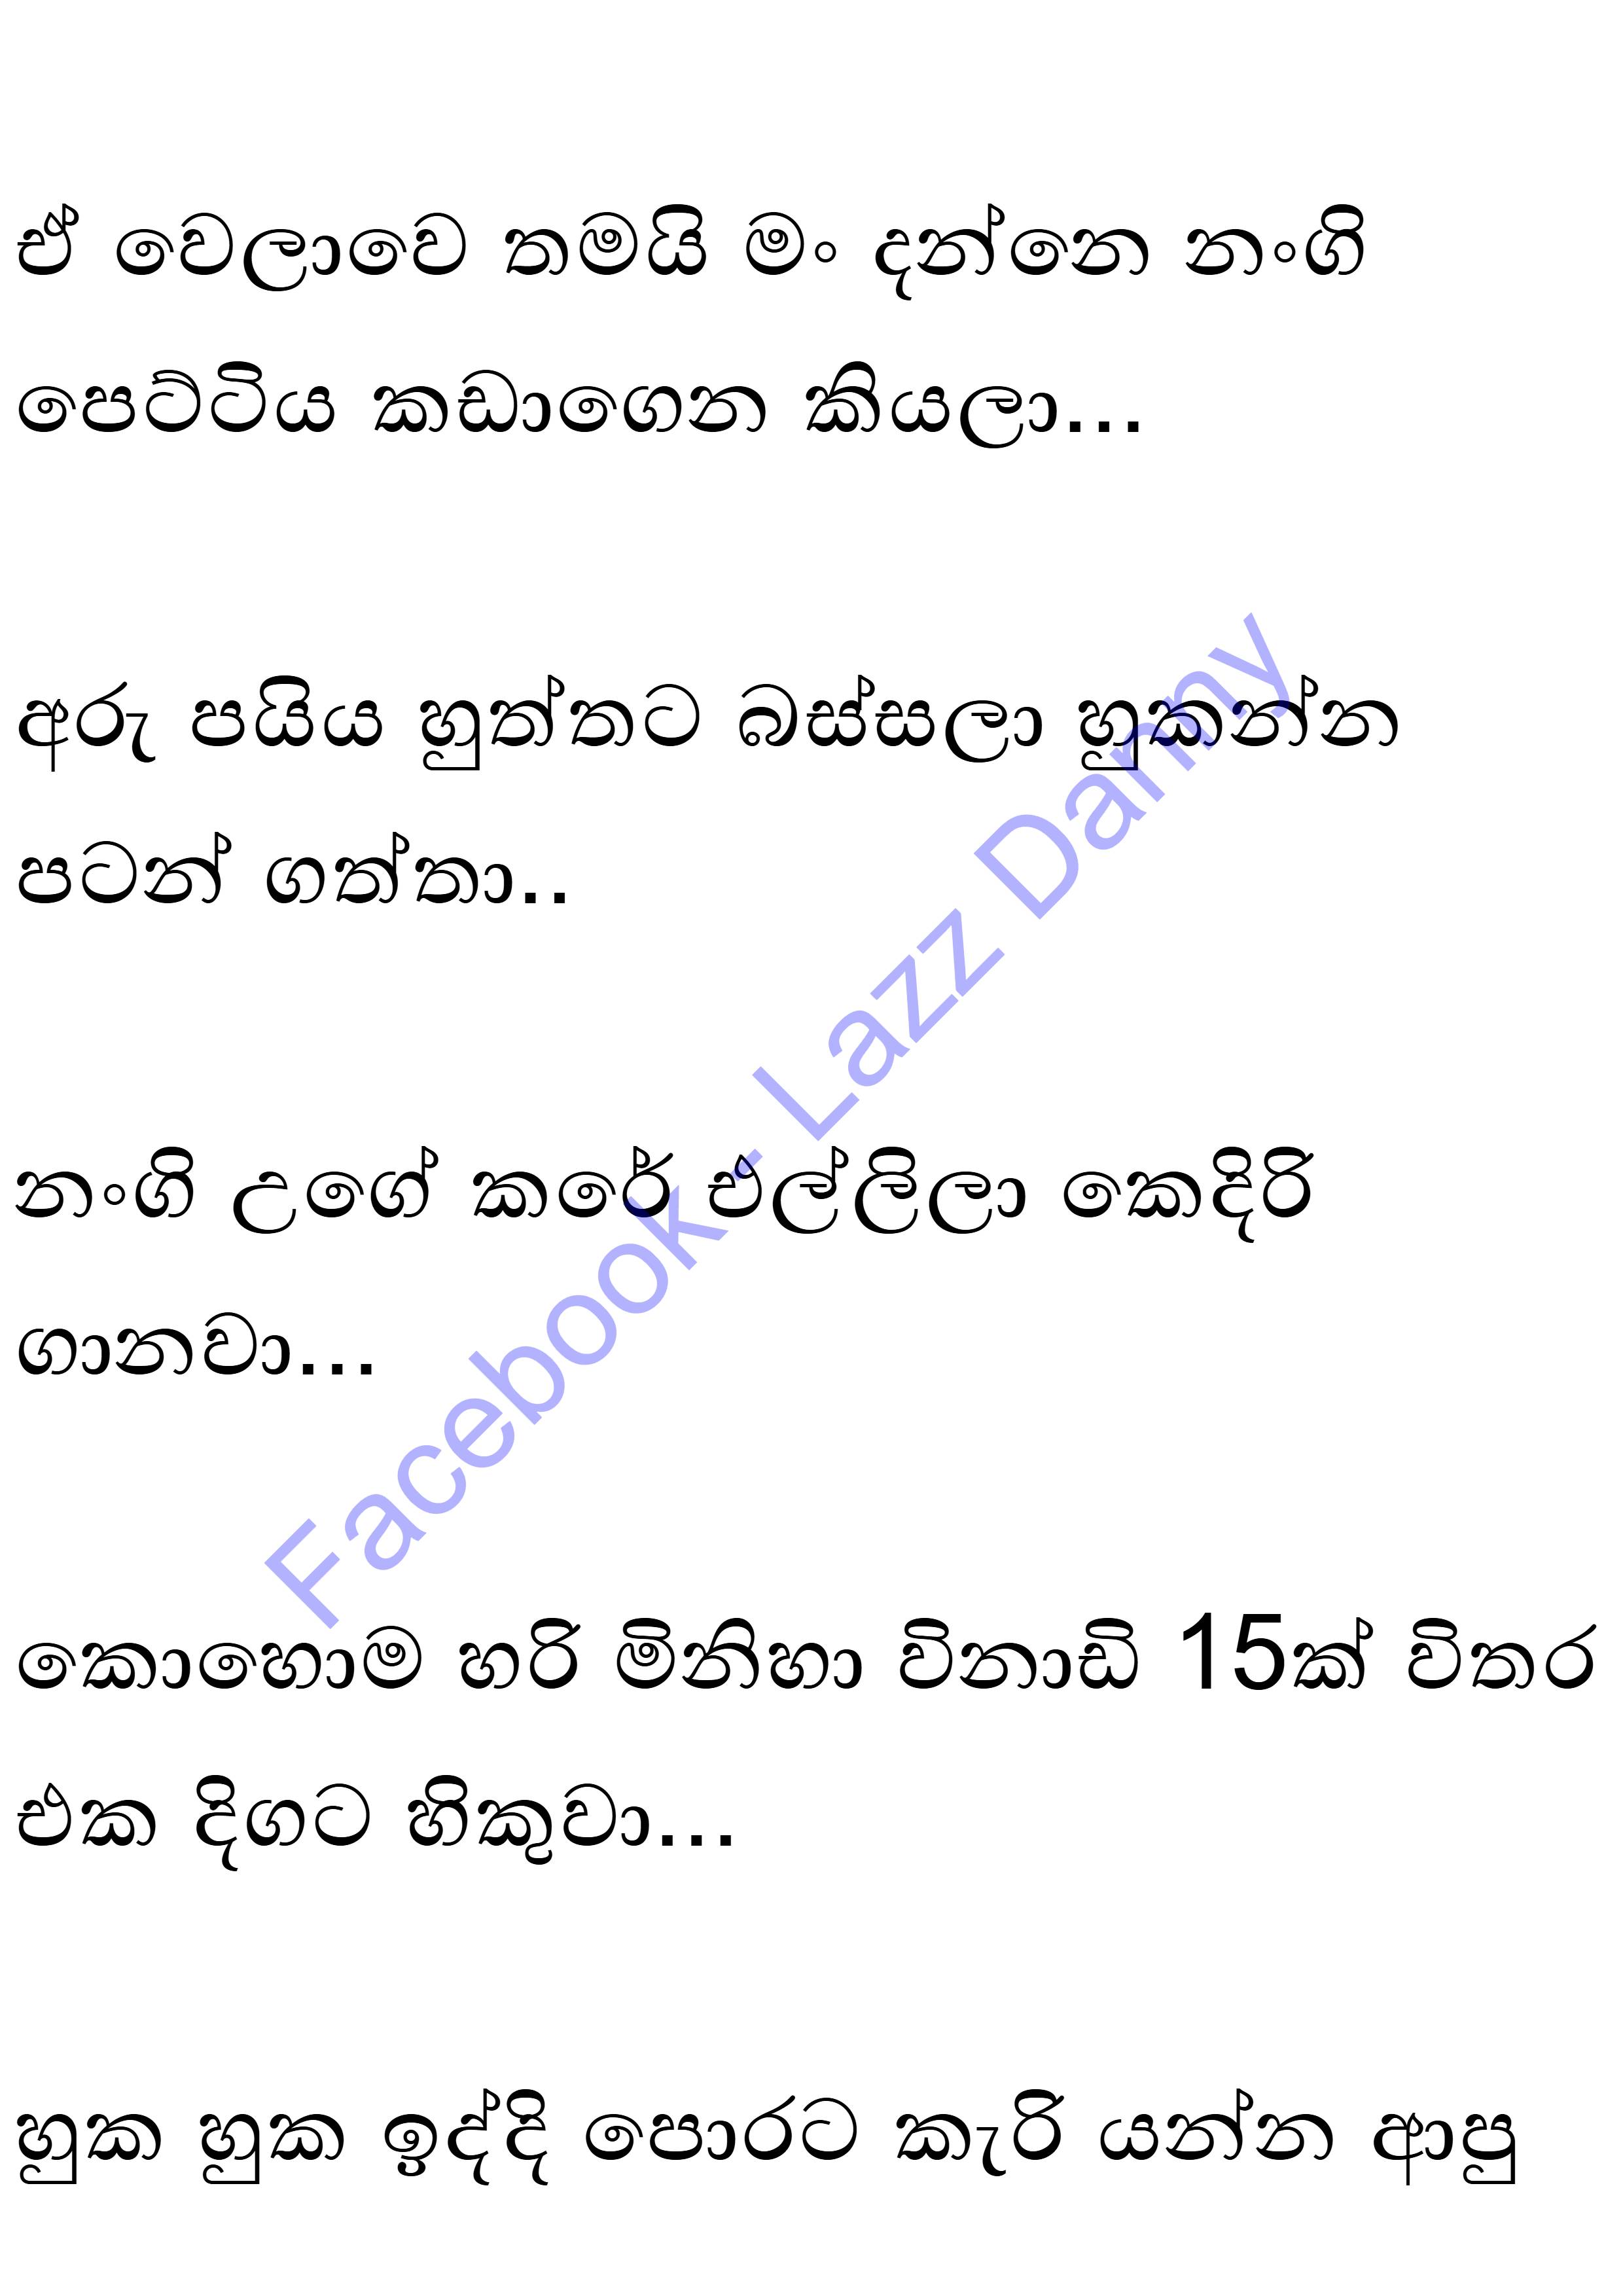 ඒ වෙලාවෙ තමයි මං දන්නෙ නංගි
පෙට්ටිය කඩාගෙන කියලා...
අරු පයිය හුත්තට බස්සලා හුකන්න
පටන් ගත්තා..
නංගි උගේ කරේ එල්ලිලා කෙදිරි
ගානවා...
කොහොම හරි මිනිහා විනාඩි 15ක් විතර
එක දිගට හිකුවා...
හුක හුක ඉද්දි පොරට කැරි යන්න ආපු
Facebook - Lazz Danny